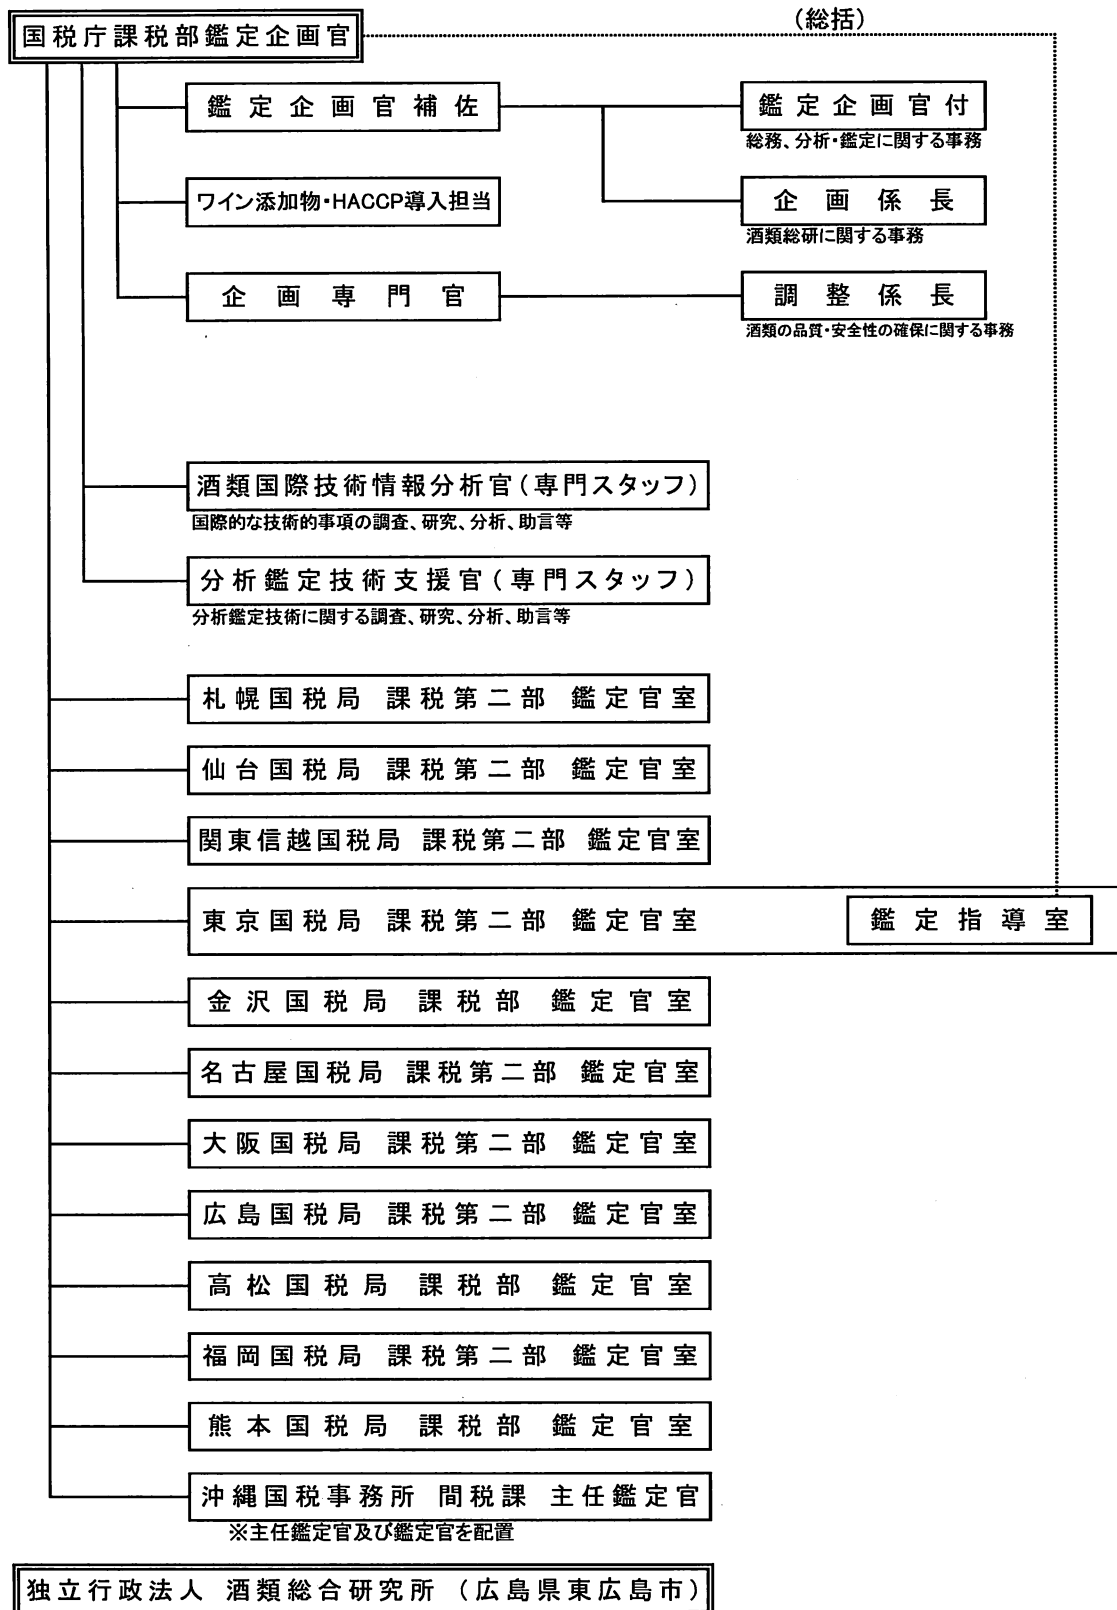 国税庁課税部鑑定企画官
(総括)
鑑定企画官補佐
鑑定企画官付
総務、分析・鑑定に関する事務
ワイン添加物・HACCP導入担当
企画係長
酒類総研に関する事務
企画専門官
調整係長
酒類の品質・安全性の確保に関する事務
酒類国際技術情報分析官(専門スタッフ)
国際的な技術的事項の調査、研究、分析、助言等
分析鑑定技術支援官(専門スタッフ)
分析鑑定技術に関する調査、研究、分析、助言等
札幌国税局 課税第二部 鑑定官室
仙台国税局 課税第二部 鑑定官室
関東信越国税局 課税第二部 鑑定官室
東京国税局 課税第二部 鑑定官室
鑑定指導室
金沢国税局 課税部 鑑定官室
名古屋国税局 課税第二部 鑑定官室
大阪国税局 課税第二部 鑑定官室
広島国税局 課税第二部 鑑定官室
高松国税局 課税部 鑑定官室
福岡国税局 課税第二部 鑑定官室
熊本国税局 課税部 鑑定官室
沖縄国税事務所 間税課 主任鑑定官
※主任鑑定官及び鑑定官を配置
独立行政法人 酒類総合研究所 (広島県東広島市)